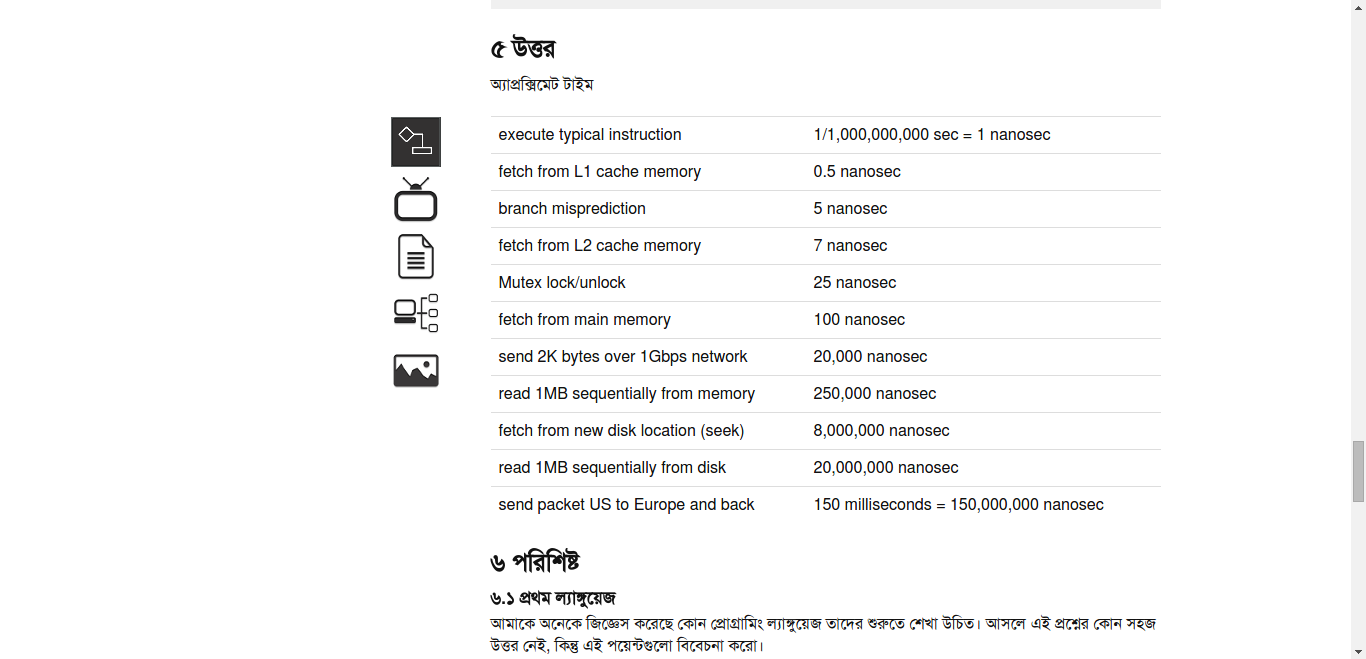 ৫ উত্তর
অ্যাপ্রক্সিমেট টাইম
execute typical instruction 1/1,000,000,000 sec = 1 nanosec
fetch from L1 cache memory 0.5 nanosec
branch misprediction 5 nanosec
fetch from L2 cache memory 7 nanosec
Mutex lock/unlock 25 nanosec
fetch from main memory 100 nanosec
send 2K bytes over 1Gbps network 20,000 nanosec
read 1MB sequentially from memory 250,000 nanosec
fetch from new disk location (seek) 8,000,000 nanosec
read 1MB sequentially from disk 20,000,000 nanosec
send packet US to Europe and back 150 milliseconds = 150,000,000 nanosec
৬ পরিশিষ্ট
৬.১ প্রথম ল্যাঙ্গুয়েজ
আমাকে অনেকে জিজ্ঞেস করেছে কোন প্রোগ্রামিং ল্যাঙ্গুয়েজ তাদের শুরুতে শেখা উচিত। আসলে এই প্রশ্নের কোন সহজ
উত্তর নেই, কিন্তু এই পয়েন্টগুলো বিবেচনা করো।